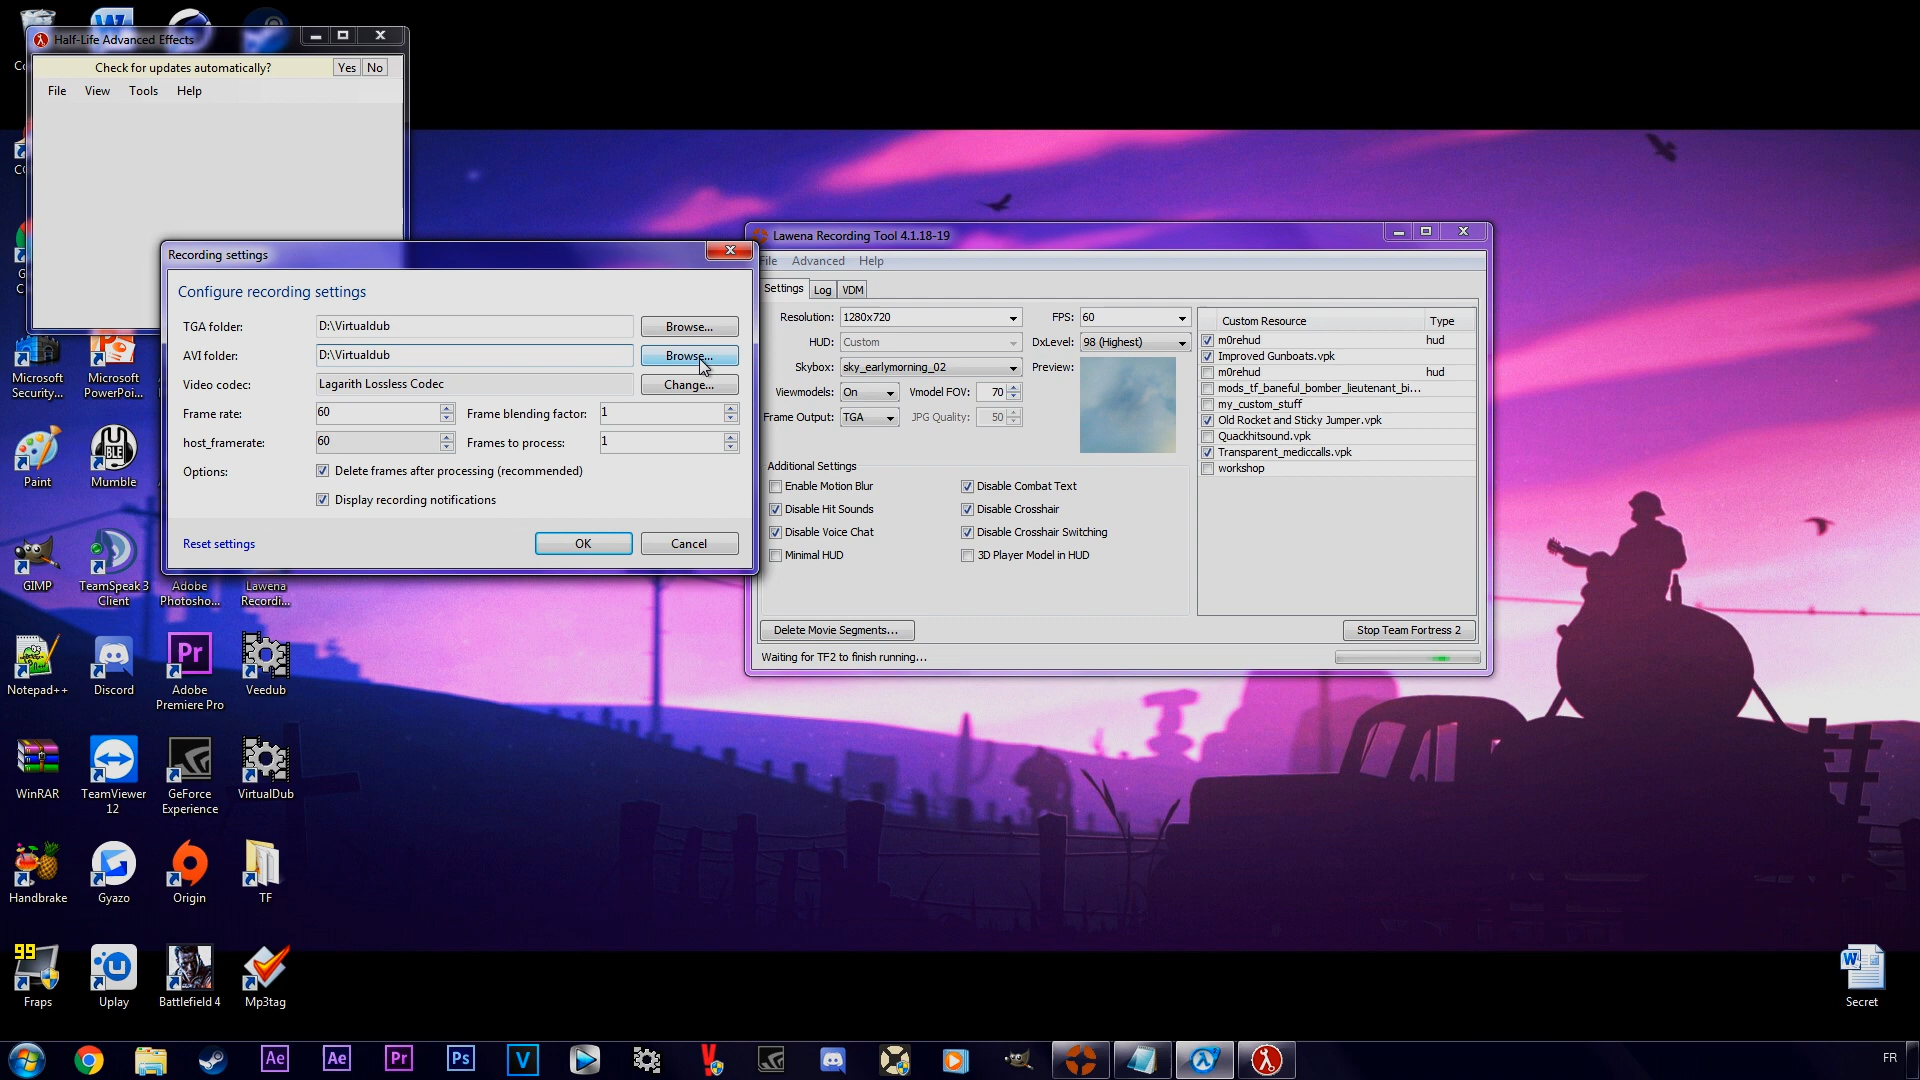 Half-Life Advanced Effects
Check for updates automatically?
Yes
No
File
View
Tools
Help
Recording settings
Configure recording settings
TGA folder:
D:\Virtualdub
Browse...
AVI folder:
D:\Virtualdub
Browse...
Video codec:
Lagarith Lossless Codec
Change...
Frame rate:
60
Frame blending factor:
1
host_framerate:
60
Frames to process:
1
Options:
Delete frames after processing (recommended)
Display recording notifications
Reset settings
OK
Cancel
Lawena Recording Tool 4.1.18-19
File
Advanced
Help
Settings
Log
VDM
Resolution:
1280x720
FPS:
60
HUD:
Custom
DxLevel:
98 (Highest)
Skybox:
sky_earlymorning_02
Preview:
Viewmodels:
On
Vmodel FOV:
70
Frame Output:
TGA
JPG Quality:
50
Additional Settings
Enable Motion Blur
Disable Combat Text
Disable Hit Sounds
Disable Crosshair
Disable Voice Chat
Disable Crosshair Switching
Minimal HUD
3D Player Model in HUD
Custom Resource
Type
m0rehud
hud
Improved Gunboats.vpk
m0rehud
hud
mods_tf_baneful_bomber_lieutenant_bi...
my_custom_stuff
Old Rocket and Sticky Jumper.vpk
Quackhitsound.vpk
Transparent_mediccalls.vpk
workshop
Delete Movie Segments...
Stop Team Fortress 2
Waiting for TF2 to finish running...
Microsoft
Security...
Microsoft
PowerPoi...
Paint
Mumble
BLE
GIMP
TeamSpeak 3
Client
Adobe
Photosho...
Lawena
Recordi...
Notepad++
Discord
Pr
Adobe
Premiere Pro
Veedub
WinRAR
TeamViewer
12
GeForce
Experience
VirtualDub
Handbrake
Gyazo
Origin
TF
99
Fraps
Uplay
Battlefield 4
Mp3tag
Secret
Ae
Ae
Pr
Ps
V
FR